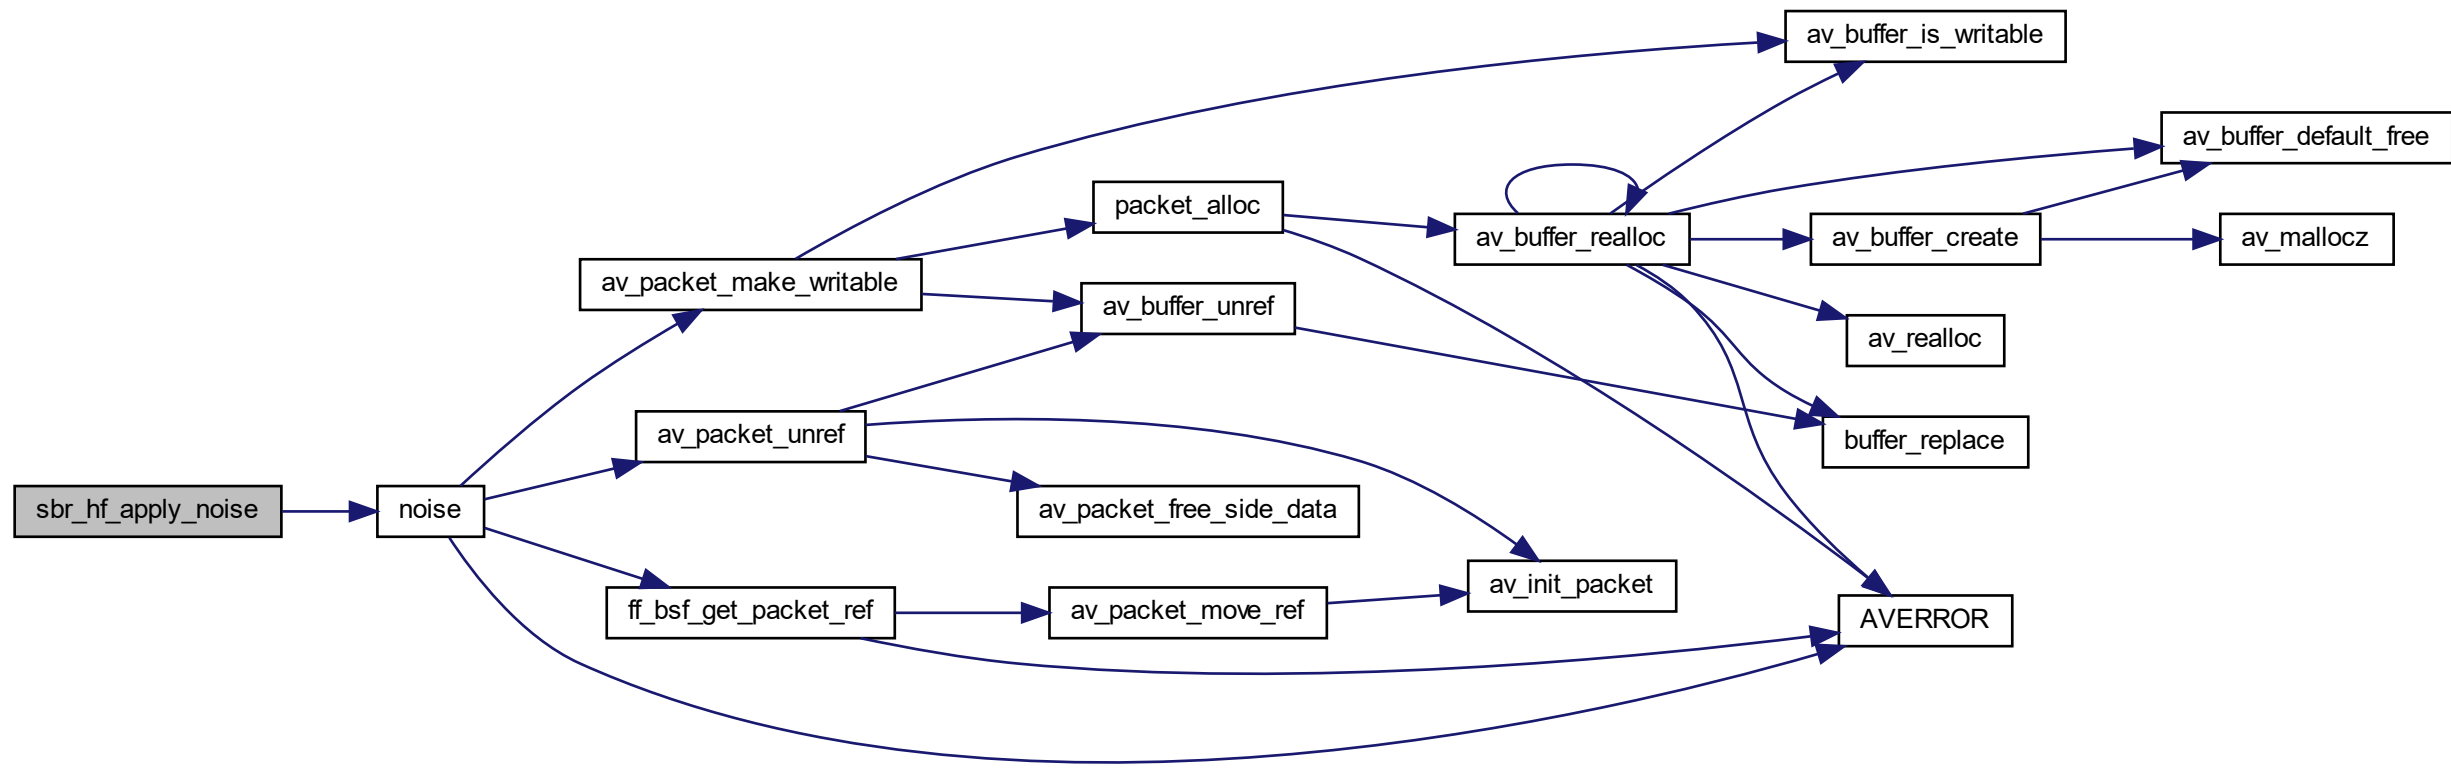 av_buffer_is_writable
av_buffer_default_free
packet_alloc
av_buffer_realloc
av_buffer_create
av_mallocz
av_packet_make_writable
av_buffer_unref
av_realloc
av_packet_unref
buffer_replace
sbr_hf_apply_noise
noise
av_packet_free_side_data
av_init_packet
ff_bsf_get_packet_ref
av_packet_move_ref
AVERROR